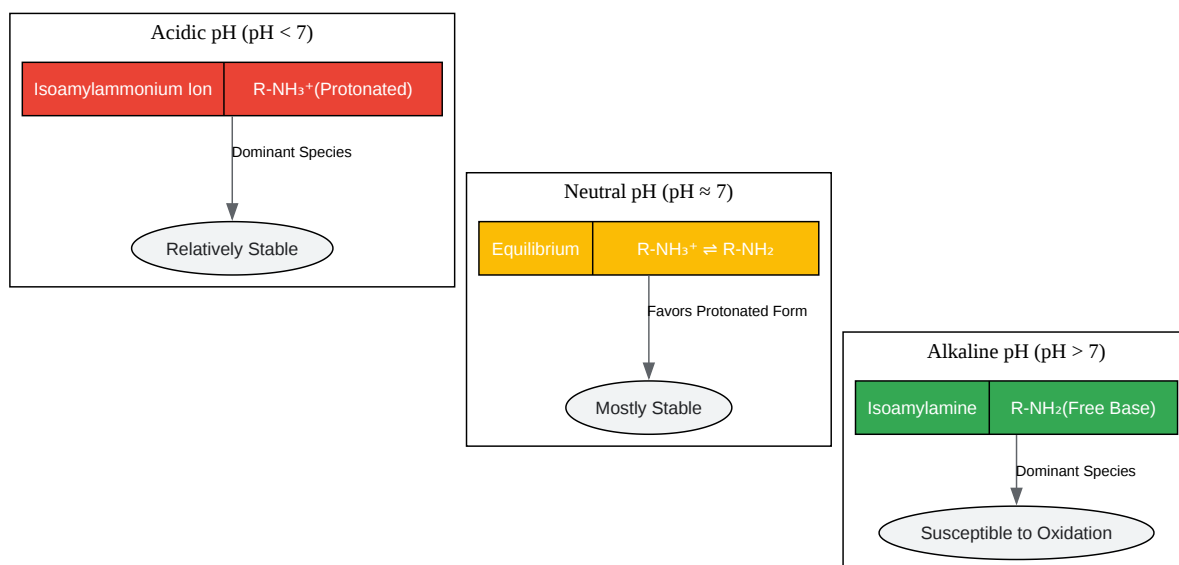 Acidic pH (pH < 7)
Isoamylammonium Ion
R-NH₃⁺(Protonated)
Dominant Species
Relatively Stable
Neutral pH (pH ≈ 7)
Equilibrium
R-NH₃⁺ ⇌ R-NH₂
Favors Protonated Form
Mostly Stable
Alkaline pH (pH > 7)
Isoamylamine
R-NH₂(Free Base)
Dominant Species
Susceptible to Oxidation